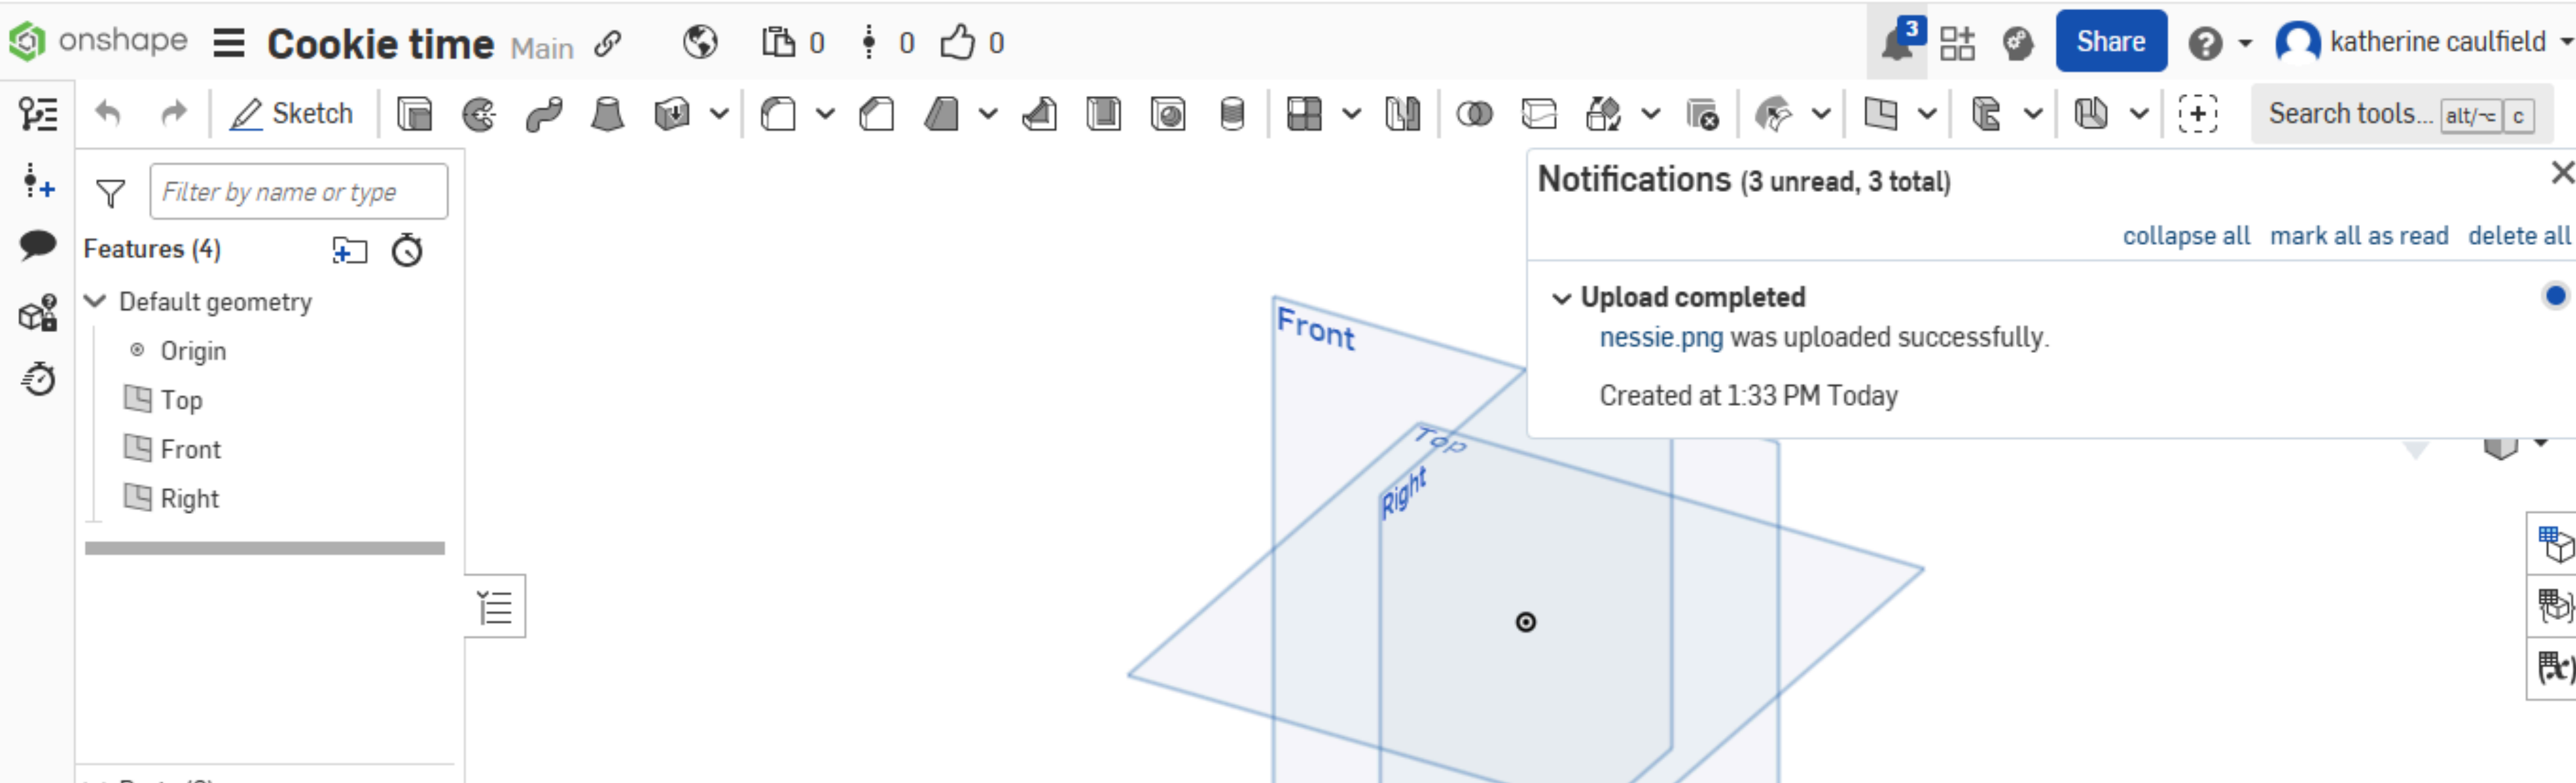 onshape Cookie time Main 0 0 0 3 Share katherine caulfield
Sketch Search tools... alt/⌥ c
Filter by name or type
Features (4)
Default geometry
Origin
Top
Front
Right
Notifications (3 unread, 3 total)
collapse all mark all as read delete all
Upload completed
nessie.png was uploaded successfully.
Created at 1:33 PM Today
Front
Top
Right